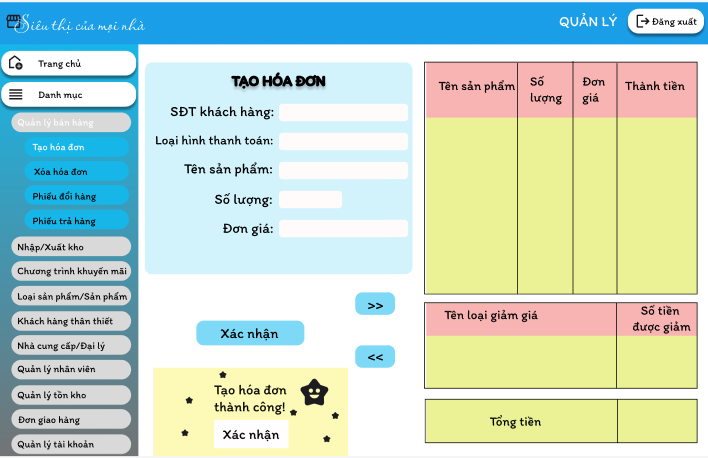 Siêu thị của mọi nhà
QUẢN LÝ
Đăng xuất
Trang chủ
Danh mục
Quản lý bán hàng
Tạo hóa đơn
Xóa hóa đơn
Phiếu đổi hàng
Phiếu trả hàng
Nhập/Xuất kho
Chương trình khuyến mãi
Loại sản phẩm/Sản phẩm
Khách hàng thân thiết
Nhà cung cấp/Đại lý
Quản lý nhân viên
Quản lý tồn kho
Đơn giao hàng
Quản lý tài khoản
TẠO HÓA ĐƠN
SĐT khách hàng:
Loại hình thanh toán:
Tên sản phẩm:
Số lượng:
Đơn giá:
>>
Xác nhận
<<
Tạo hóa đơn
thành công!
Xác nhận
Tên sản phẩm
Số
lượng
Đơn
giá
Thành tiền
Tên loại giảm giá
Số tiền
được giảm
Tổng tiền